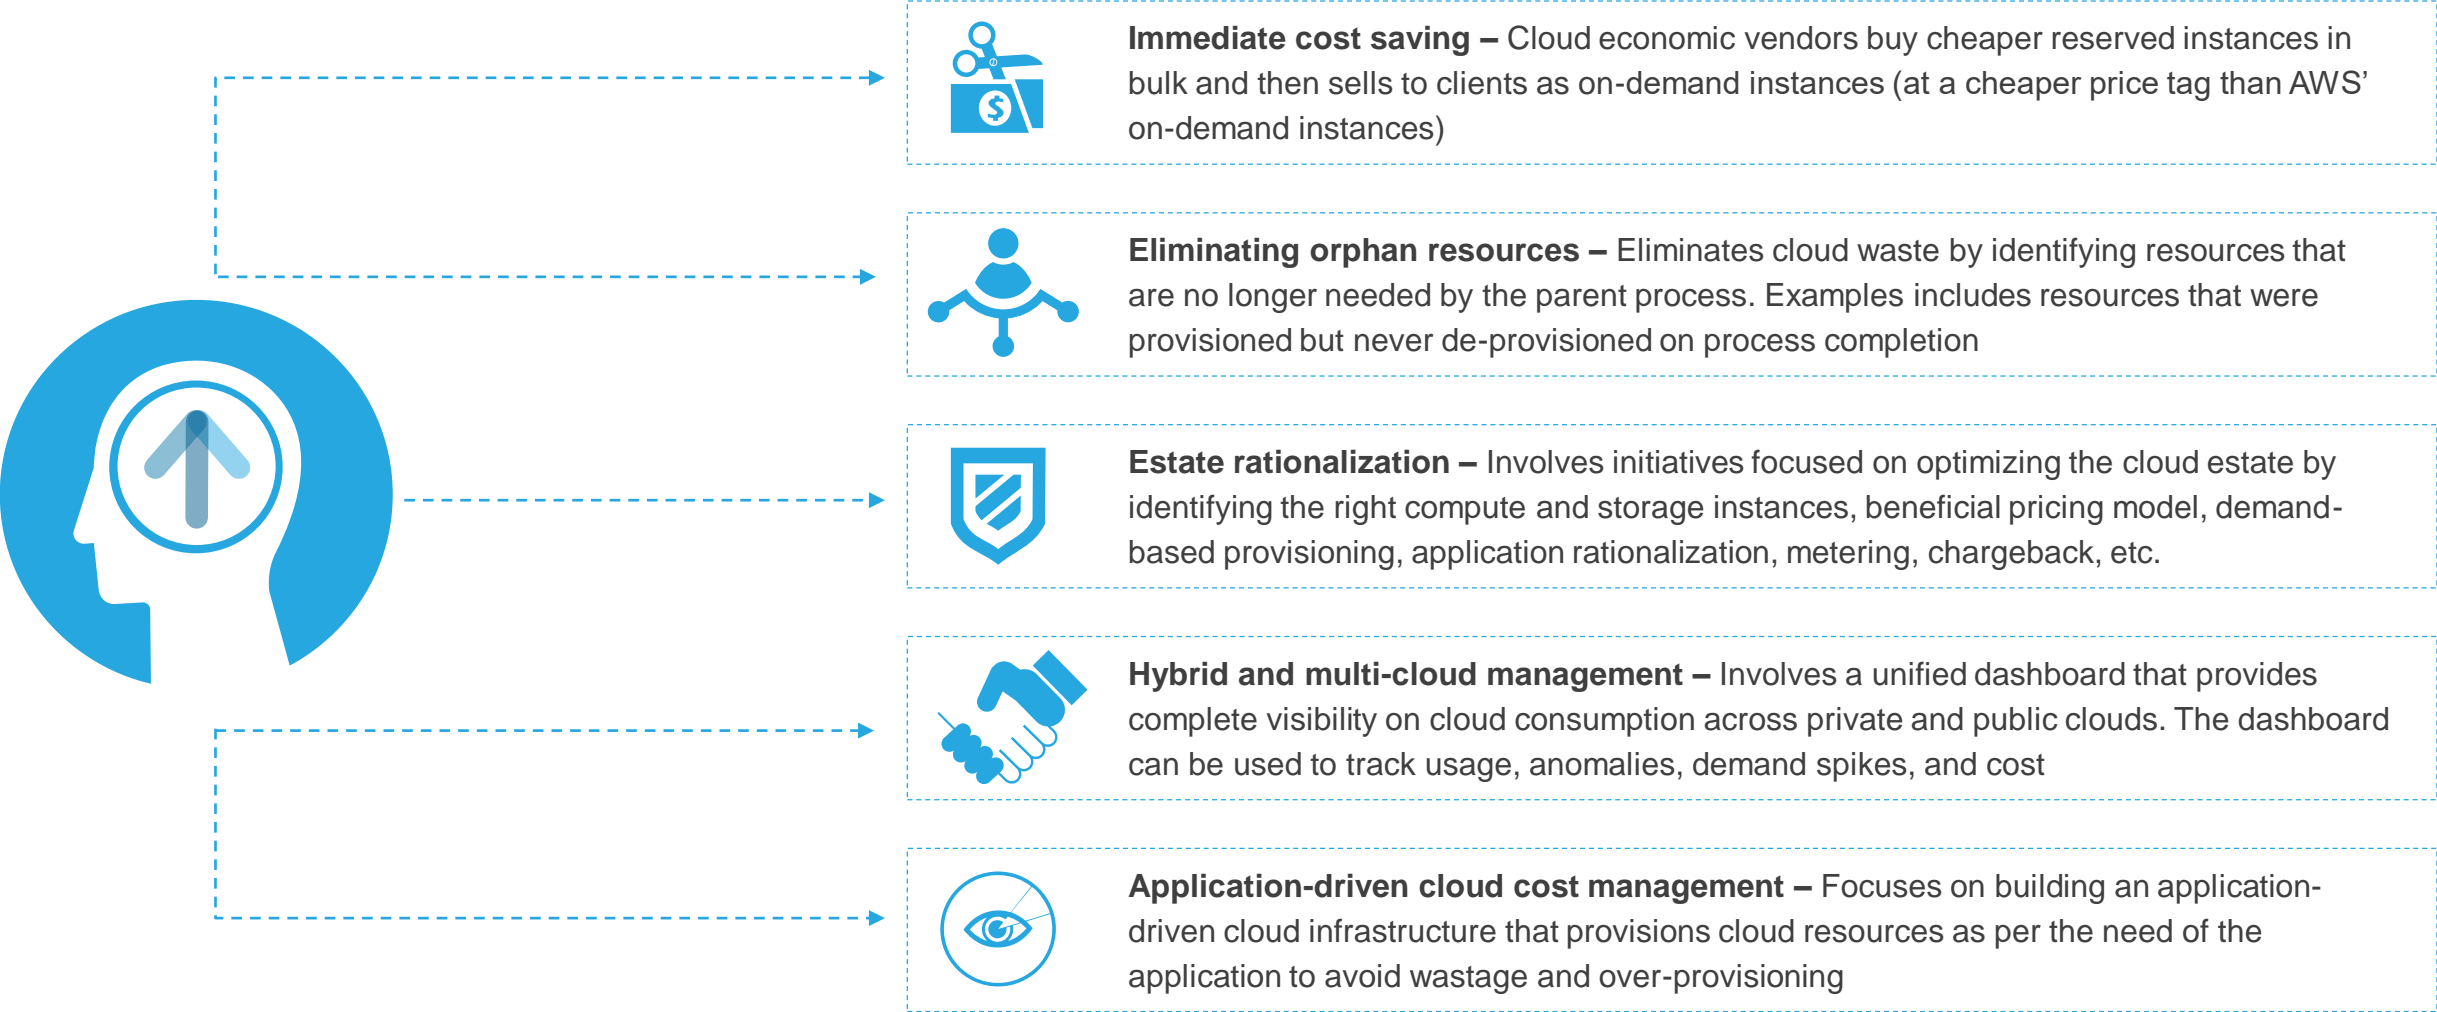 Immediate cost saving – Cloud economic vendors buy cheaper reserved instances in
bulk and then sells to clients as on-demand instances (at a cheaper price tag than AWS’
on-demand instances)
Eliminating orphan resources – Eliminates cloud waste by identifying resources that
are no longer needed by the parent process. Examples includes resources that were
provisioned but never de-provisioned on process completion
Estate rationalization – Involves initiatives focused on optimizing the cloud estate by
identifying the right compute and storage instances, beneficial pricing model, demand-
based provisioning, application rationalization, metering, chargeback, etc.
Hybrid and multi-cloud management – Involves a unified dashboard that provides
complete visibility on cloud consumption across private and public clouds. The dashboard
can be used to track usage, anomalies, demand spikes, and cost
Application-driven cloud cost management – Focuses on building an application-
driven cloud infrastructure that provisions cloud resources as per the need of the
application to avoid wastage and over-provisioning